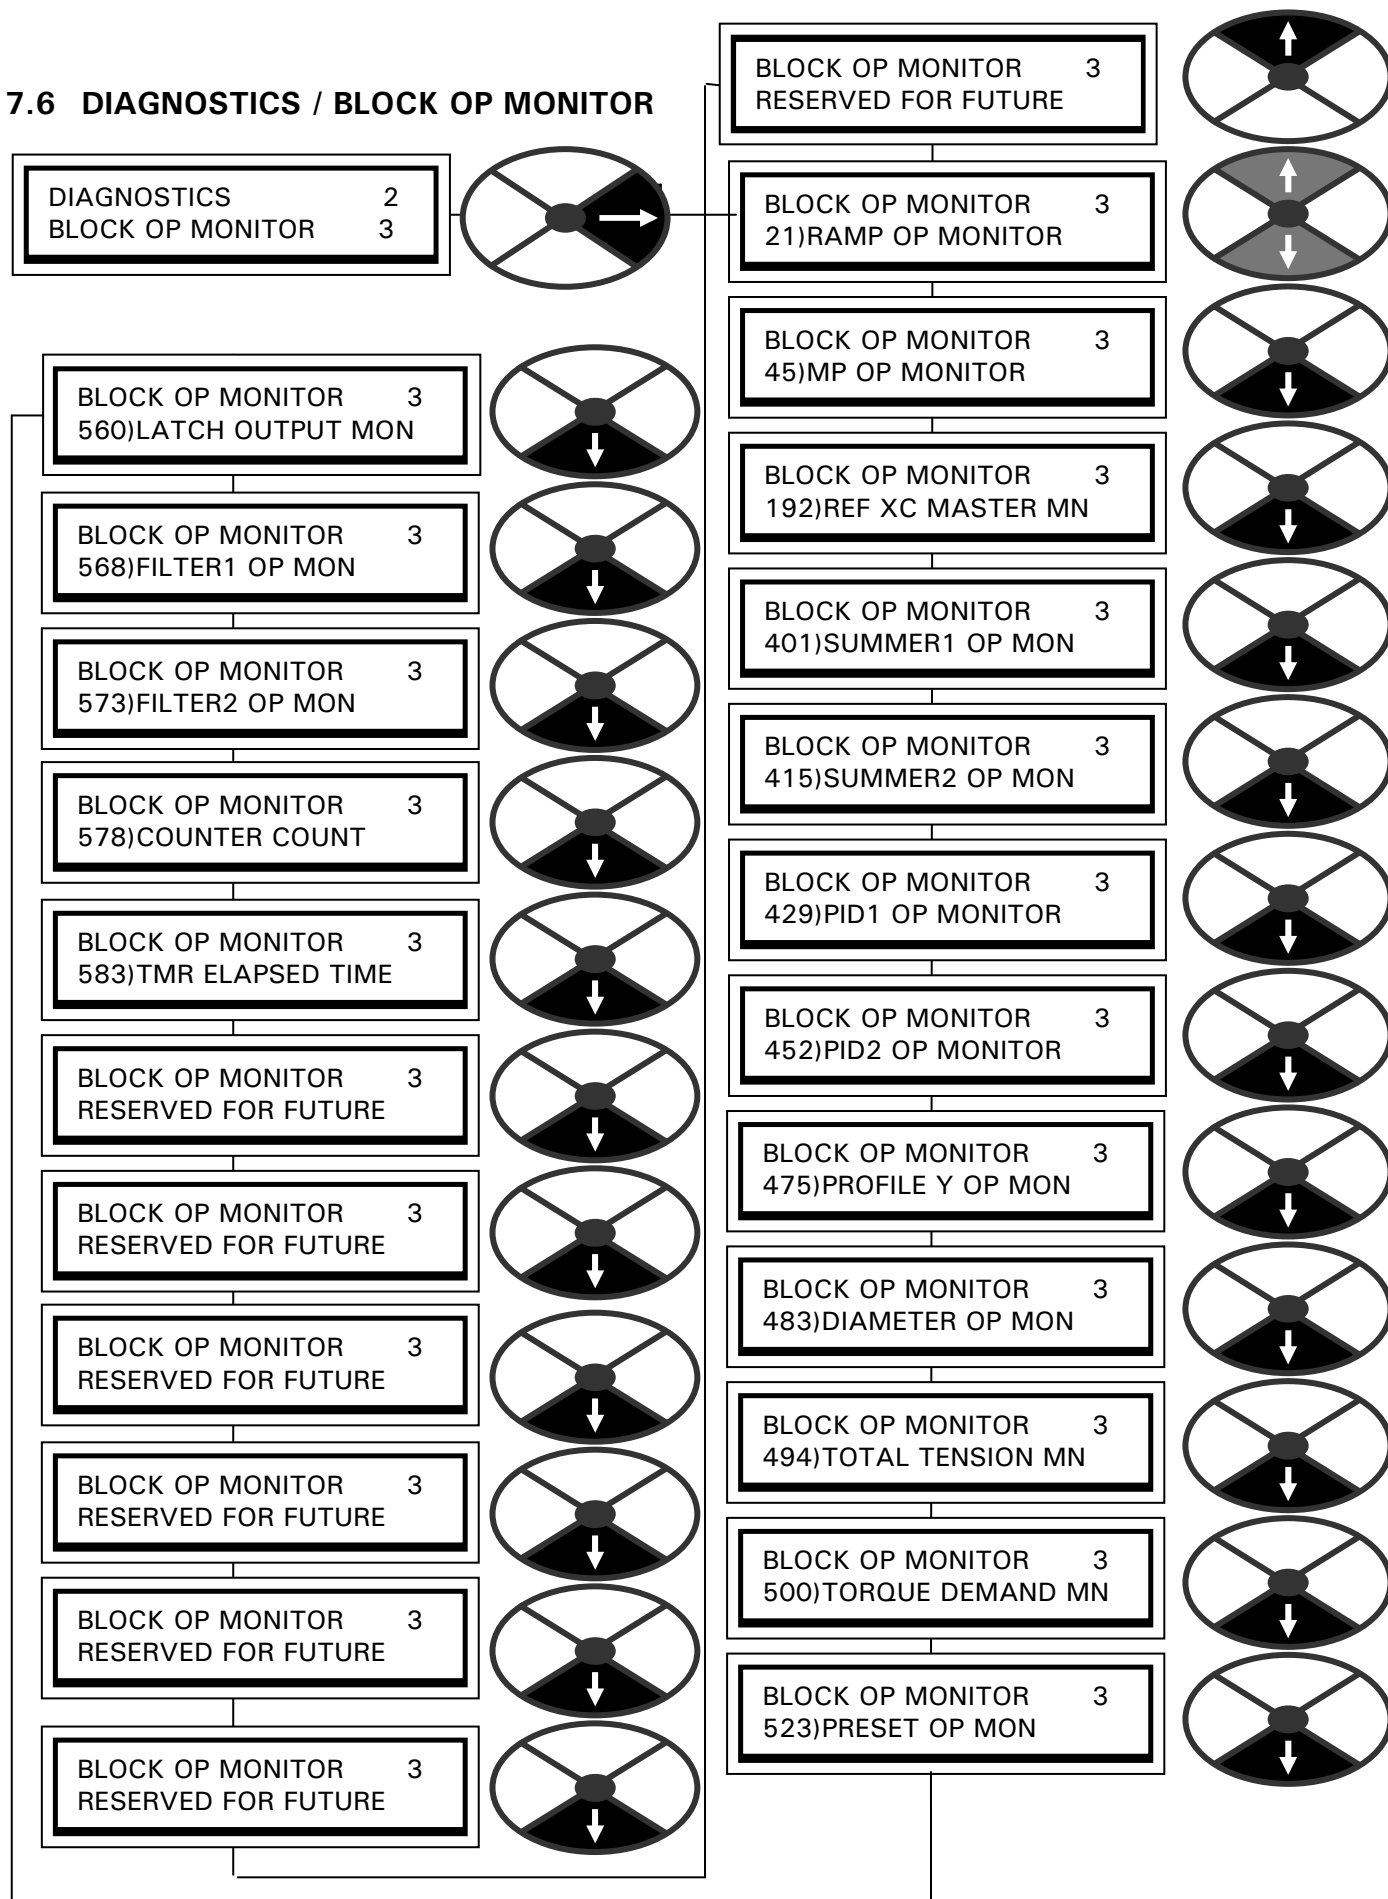 7.6 DIAGNOSTICS / BLOCK OP MONITOR
DIAGNOSTICS 2
BLOCK OP MONITOR 3
BLOCK OP MONITOR 3
560)LATCH OUTPUT MON
BLOCK OP MONITOR 3
568)FILTER1 OP MON
BLOCK OP MONITOR 3
573)FILTER2 OP MON
BLOCK OP MONITOR 3
578)COUNTER COUNT
BLOCK OP MONITOR 3
583)TMR ELAPSED TIME
BLOCK OP MONITOR 3
RESERVED FOR FUTURE
BLOCK OP MONITOR 3
RESERVED FOR FUTURE
BLOCK OP MONITOR 3
RESERVED FOR FUTURE
BLOCK OP MONITOR 3
RESERVED FOR FUTURE
BLOCK OP MONITOR 3
RESERVED FOR FUTURE
BLOCK OP MONITOR 3
RESERVED FOR FUTURE
BLOCK OP MONITOR 3
RESERVED FOR FUTURE
BLOCK OP MONITOR 3
21)RAMP OP MONITOR
BLOCK OP MONITOR 3
45)MP OP MONITOR
BLOCK OP MONITOR 3
192)REF XC MASTER MN
BLOCK OP MONITOR 3
401)SUMMER1 OP MON
BLOCK OP MONITOR 3
415)SUMMER2 OP MON
BLOCK OP MONITOR 3
429)PID1 OP MONITOR
BLOCK OP MONITOR 3
452)PID2 OP MONITOR
BLOCK OP MONITOR 3
475)PROFILE Y OP MON
BLOCK OP MONITOR 3
483)DIAMETER OP MON
BLOCK OP MONITOR 3
494)TOTAL TENSION MN
BLOCK OP MONITOR 3
500)TORQUE DEMAND MN
BLOCK OP MONITOR 3
523)PRESET OP MON